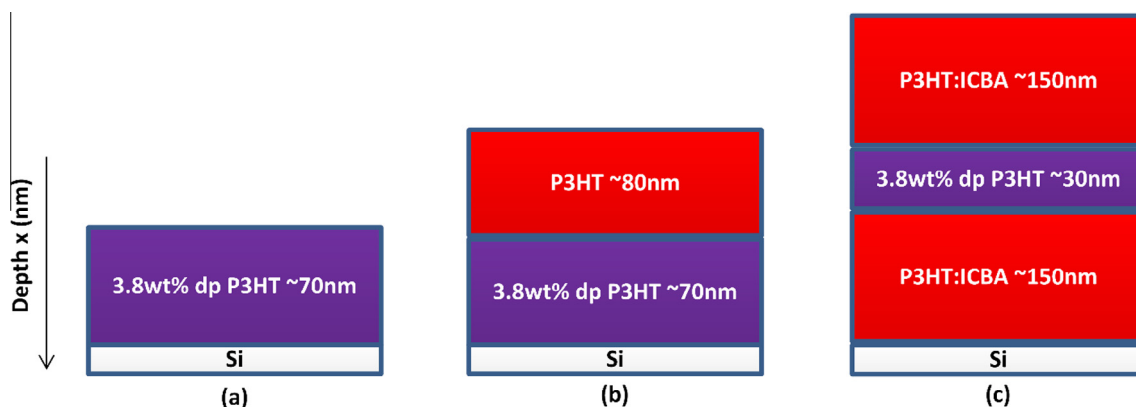 Depth x (nm)
3.8wt% dp P3HT ~70nm
Si
(a)
P3HT ~80nm
3.8wt% dp P3HT ~70nm
Si
(b)
P3HT:ICBA ~150nm
3.8wt% dp P3HT ~30nm
P3HT:ICBA ~150nm
Si
(c)